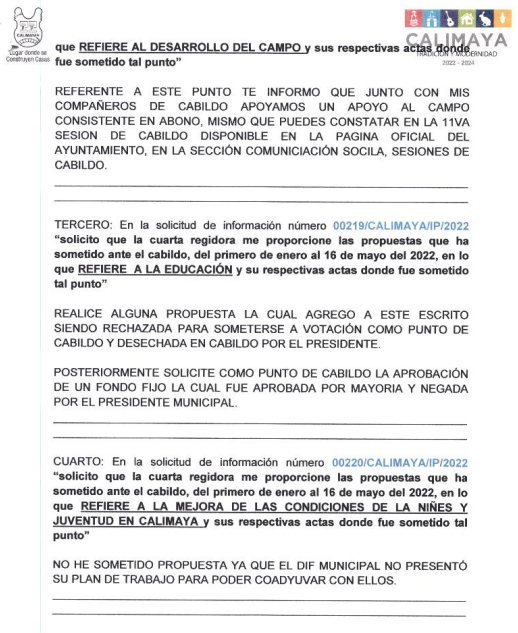 CALIMAYA
Lugar donde se
Construyen Casas
CALIMAYA
TRADICIÓN Y MODERNIDAD
2022 - 2024
que REFIERE AL DESARROLLO DEL CAMPO y sus respectivas actas donde
fue sometido tal punto”
REFERENTE A ESTE PUNTO TE INFORMO QUE JUNTO CON MIS
COMPAÑEROS DE CABILDO APOYAMOS UN APOYO AL CAMPO
CONSISTENTE EN ABONO, MISMO QUE PUEDES CONSTATAR EN LA 11VA
SESION DE CABILDO DISPONIBLE EN LA PAGINA OFICIAL DEL
AYUNTAMIENTO, EN LA SECCIÓN COMUNICIACIÓN SOCILA, SESIONES DE
CABILDO.
TERCERO: En la solicitud de información número 00219/CALIMAYA/IP/2022
“solicito que la cuarta regidora me proporcione las propuestas que ha
sometido ante el cabildo, del primero de enero al 16 de mayo del 2022, en lo
que REFIERE A LA EDUCACIÓN y su respectivas actas donde fue sometido
tal punto”
REALICE ALGUNA PROPUESTA LA CUAL AGREGO A ESTE ESCRITO
SIENDO RECHAZADA PARA SOMETERSE A VOTACIÓN COMO PUNTO DE
CABILDO Y DESECHADA EN CABILDO POR EL PRESIDENTE.
POSTERIORMENTE SOLICITE COMO PUNTO DE CABILDO LA APROBACIÓN
DE UN FONDO FIJO LA CUAL FUE APROBADA POR MAYORIA Y NEGADA
POR EL PRESIDENTE MUNICIPAL.
CUARTO: En la solicitud de información número 00220/CALIMAYA/IP/2022
“solicito que la cuarta regidora me proporcione las propuestas que ha
sometido ante el cabildo, del primero de enero al 16 de mayo del 2022, en lo
que REFIERE A LA MEJORA DE LAS CONDICIONES DE LA NIÑES Y
JUVENTUD EN CALIMAYA y sus respectivas actas donde fue sometido tal
punto”
NO HE SOMETIDO PROPUESTA YA QUE EL DIF MUNICIPAL NO PRESENTÓ
SU PLAN DE TRABAJO PARA PODER COADYUVAR CON ELLOS.